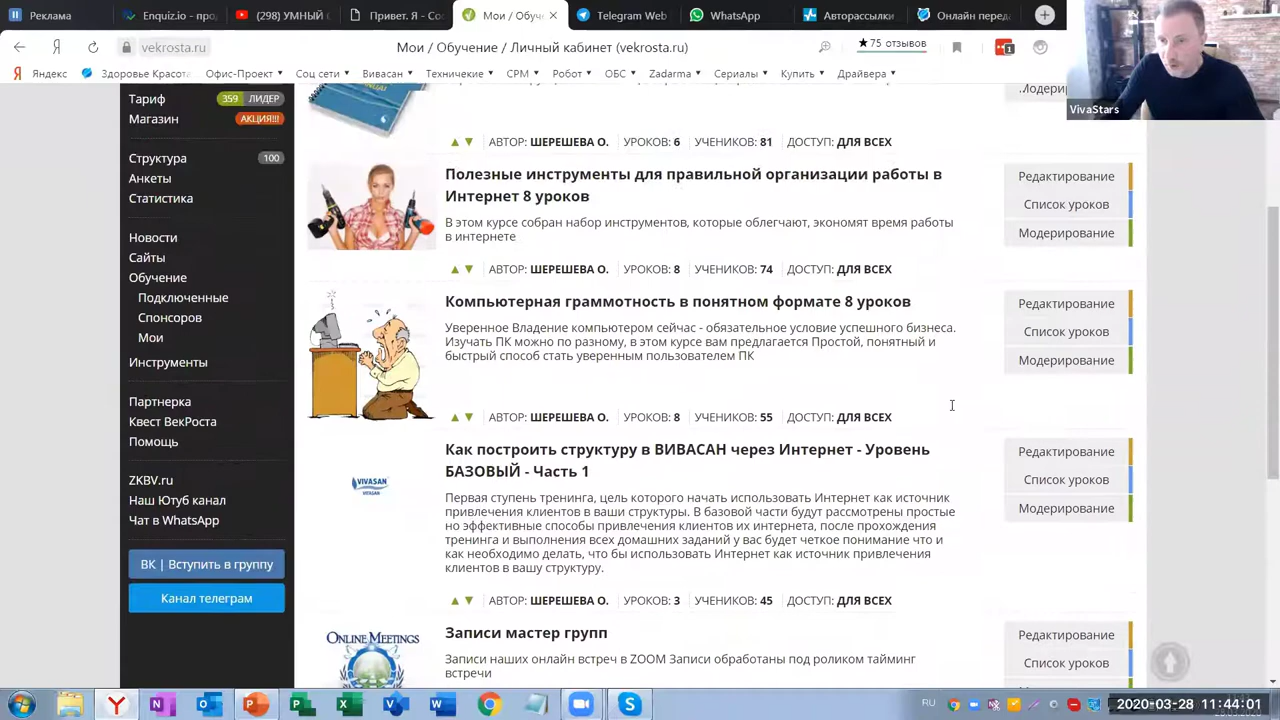 Реклама
Enquiz.io - прод
(298) УМНЫЙ
Привет. Я - Со
Мои / Обуче
Telegram Web
WhatsApp
Авторассылки
Онлайн перед
vekrosta.ru
Мои / Обучение / Личный кабинет (vekrosta.ru)
★75 отзывов
1
Яндекс
Здоровье Красота
Офис-Проект
Соц сети
Вивасан
Техничекие
СРМ
Робот
ОБС
Zadarma
Сериалы
Купить
Драйвера
VivaStars
Тариф
359 ЛИДЕР
Магазин
АКЦИЯ!!!
Структура
100
Анкеты
Статистика
Новости
Сайты
Обучение
Подключенные
Спонсоров
Мои
Инструменты
Партнерка
Квест ВекРоста
Помощь
ZKBV.ru
Наш Ютуб канал
Чат в WhatsApp
ВК | Вступить в группу
Канал телеграм
Модерирование
АВТОР: ШЕРЕШЕВА О. УРОКОВ: 6 УЧЕНИКОВ: 81 ДОСТУП: ДЛЯ ВСЕХ
Полезные инструменты для правильной организации работы в
Интернет 8 уроков
В этом курсе собран набор инструментов, которые облегчают, экономят время работы
в интернете
АВТОР: ШЕРЕШЕВА О. УРОКОВ: 8 УЧЕНИКОВ: 74 ДОСТУП: ДЛЯ ВСЕХ
Редактирование
Список уроков
Модерирование
Компьютерная граммотность в понятном формате 8 уроков
Уверенное Владение компьютером сейчас - обязательное условие успешного бизнеса.
Изучать ПК можно по разному, в этом курсе вам предлагается Простой, понятный и
быстрый способ стать уверенным пользователем ПК
АВТОР: ШЕРЕШЕВА О. УРОКОВ: 8 УЧЕНИКОВ: 55 ДОСТУП: ДЛЯ ВСЕХ
Редактирование
Список уроков
Модерирование
VIVASAN
Как построить структуру в ВИВАСАН через Интернет - Уровень
БАЗОВЫЙ - Часть 1
Первая ступень тренинга, цель которого начать использовать Интернет как источник
привлечения клиентов в ваши структуры. В базовой части будут рассмотрены простые
но эффективные способы привлечения клиентов их интернета, после прохождения
тренинга и выполнения всех домашних заданий у вас будет четкое понимание что и
как необходимо делать, что бы использовать Интернет как источник привлечения
клиентов в вашу структуру.
АВТОР: ШЕРЕШЕВА О. УРОКОВ: 3 УЧЕНИКОВ: 45 ДОСТУП: ДЛЯ ВСЕХ
Редактирование
Список уроков
Модерирование
ONLINE MEETINGS
Записи мастер групп
Записи наших онлайн встреч в ZOOM Записи обработаны под роликом тайминг
встречи
Редактирование
Список уроков
RU
2020-03-28 11:44:01